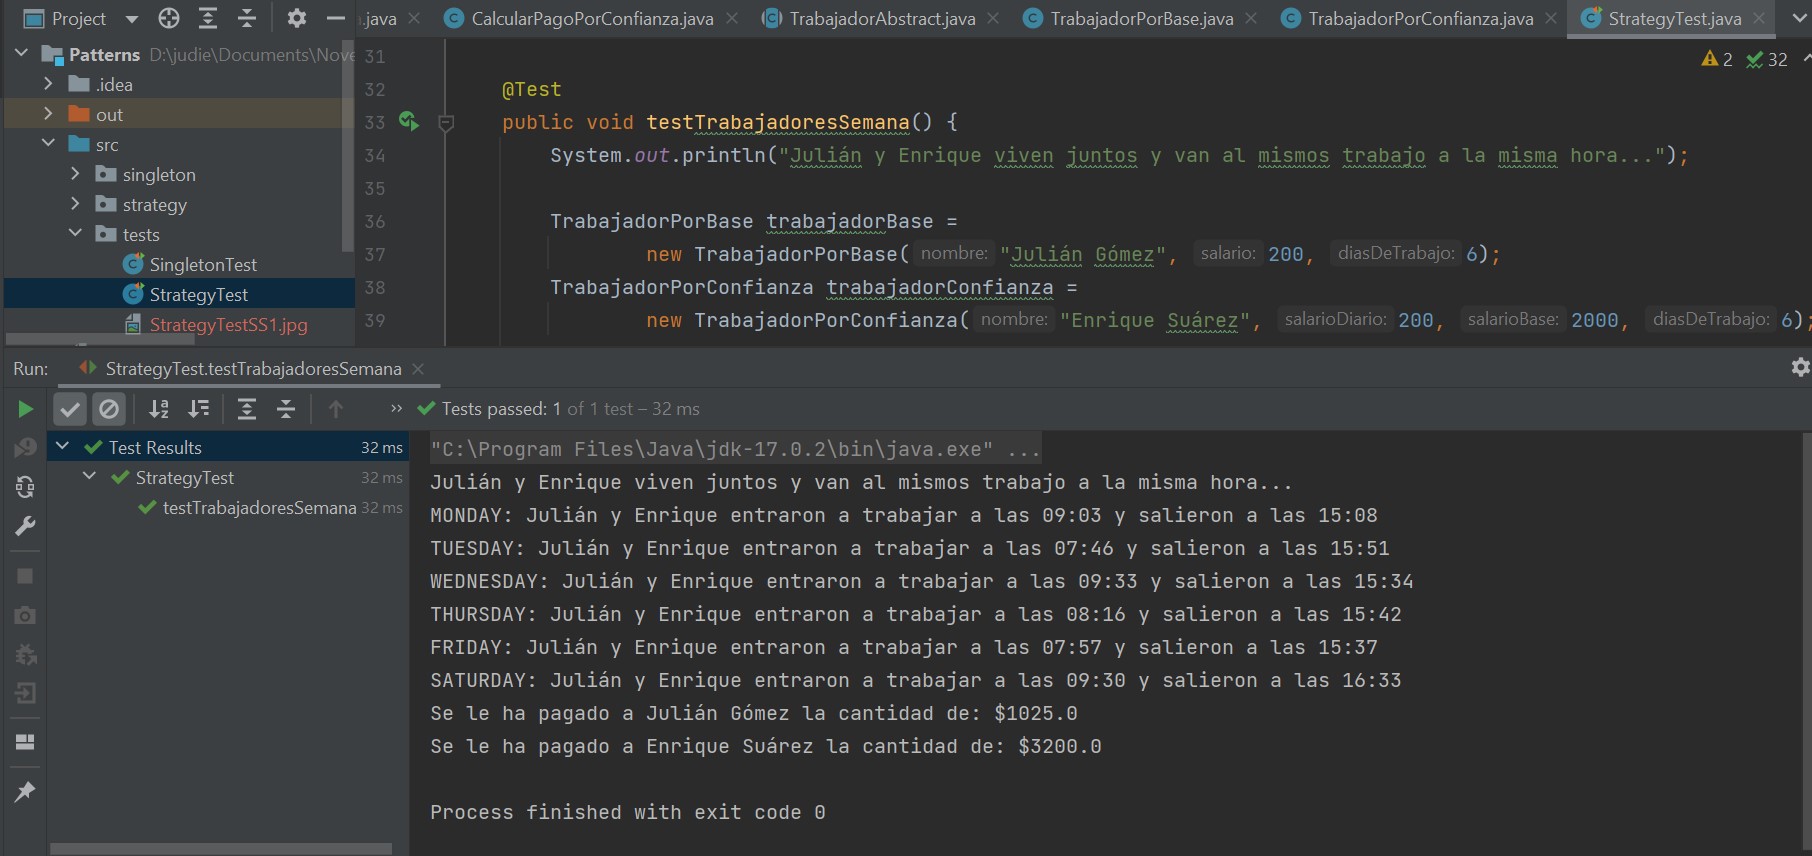 Project
.java
CalcularPagoPorConfianza.java
TrabajadorAbstract.java
TrabajadorPorBase.java
TrabajadorPorConfianza.java
StrategyTest.java
Patterns D:\judie\Documents\Nove
.idea
out
src
singleton
strategy
tests
SingletonTest
StrategyTest
StrategyTestSS1.jpg
2 32
31
32 @Test
33 public void testTrabajadoresSemana() {
34 System.out.println("Julián y Enrique viven juntos y van al mismos trabajo a la misma hora...");
35
36 TrabajadorPorBase trabajadorBase =
37 new TrabajadorPorBase( nombre: "Julián Gómez", salario: 200, diasDeTrabajo: 6);
38 TrabajadorPorConfianza trabajadorConfianza =
39 new TrabajadorPorConfianza( nombre: "Enrique Suárez", salarioDiario: 200, salarioBase: 2000, diasDeTrabajo: 6);
Run: StrategyTest.testTrabajadoresSemana
Tests passed: 1 of 1 test – 32 ms
Test Results 32 ms
StrategyTest 32 ms
testTrabajadoresSemana 32 ms
"C:\Program Files\Java\jdk-17.0.2\bin\java.exe" ...
Julián y Enrique viven juntos y van al mismos trabajo a la misma hora...
MONDAY: Julián y Enrique entraron a trabajar a las 09:03 y salieron a las 15:08
TUESDAY: Julián y Enrique entraron a trabajar a las 07:46 y salieron a las 15:51
WEDNESDAY: Julián y Enrique entraron a trabajar a las 09:33 y salieron a las 15:34
THURSDAY: Julián y Enrique entraron a trabajar a las 08:16 y salieron a las 15:42
FRIDAY: Julián y Enrique entraron a trabajar a las 07:57 y salieron a las 15:37
SATURDAY: Julián y Enrique entraron a trabajar a las 09:30 y salieron a las 16:33
Se le ha pagado a Julián Gómez la cantidad de: $1025.0
Se le ha pagado a Enrique Suárez la cantidad de: $3200.0
Process finished with exit code 0